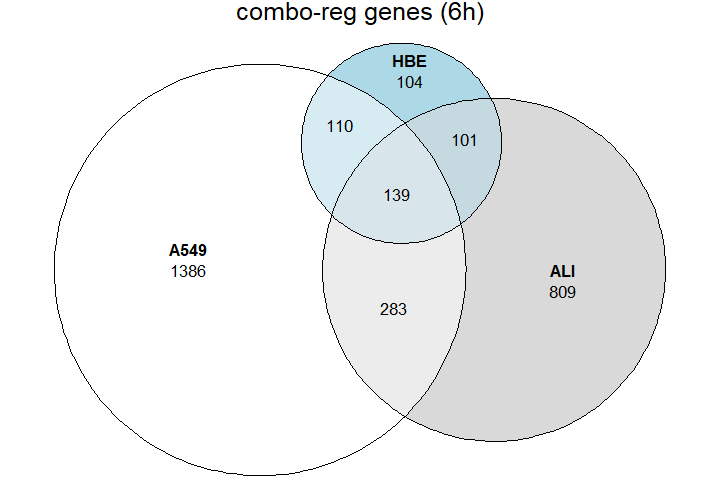 combo-reg genes (6h)
HBE
104
110
101
139
A549
1386
ALI
809
283